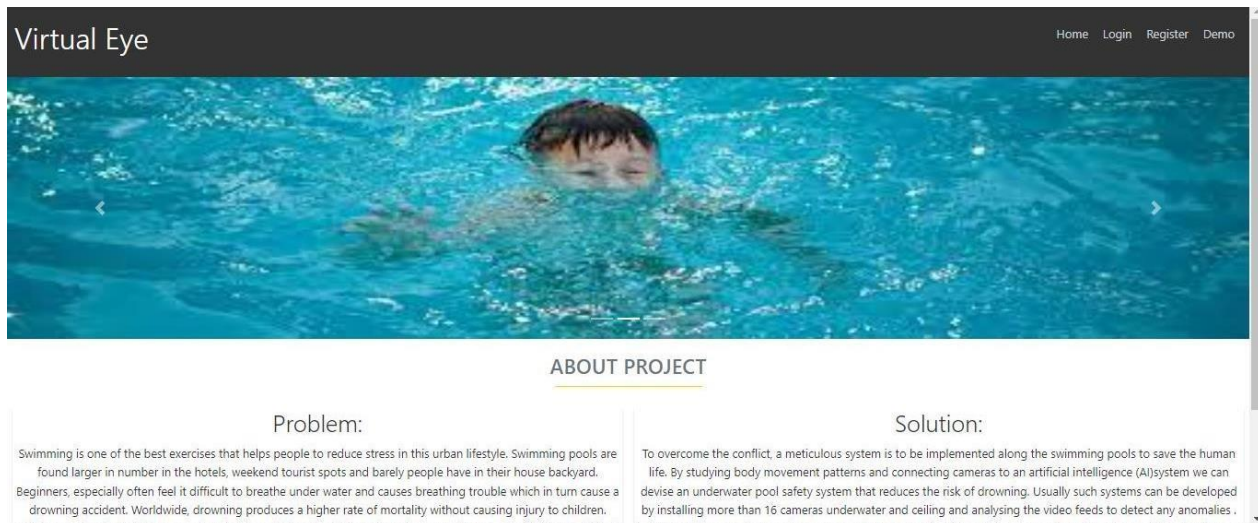 Virtual Eye
Home Login Register Demo
ABOUT PROJECT
Problem:
Swimming is one of the best exercises that helps people to reduce stress in this urban lifestyle. Swimming pools are
found larger in number in the hotels, weekend tourist spots and barely people have in their house backyard.
Beginners, especially often feel it difficult to breathe under water and causes breathing trouble which in turn cause a
drowning accident. Worldwide, drowning produces a higher rate of mortality without causing injury to children.
Solution:
To overcome the conflict, a meticulous system is to be implemented along the swimming pools to save the human
life. By studying body movement patterns and connecting cameras to an artificial intelligence (AI)system we can
devise an underwater pool safety system that reduces the risk of drowning. Usually such systems can be developed
by installing more than 16 cameras underwater and ceiling and analysing the video feeds to detect any anomalies .